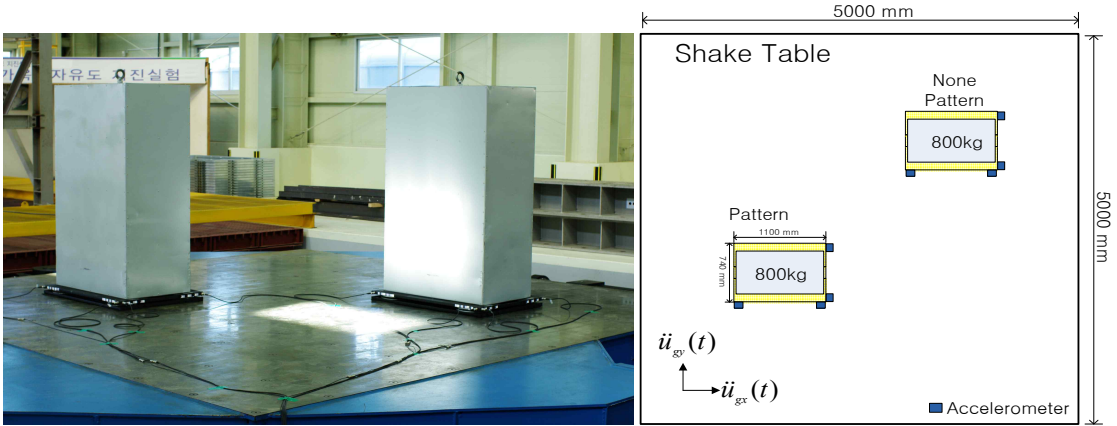 자유도 지진실험
5000 mm
Shake Table
None
Pattern
800kg
Pattern
1100 mm
740 mm
800kg
5000 mm
ü_gy(t)
ü_gx(t)
Accelerometer